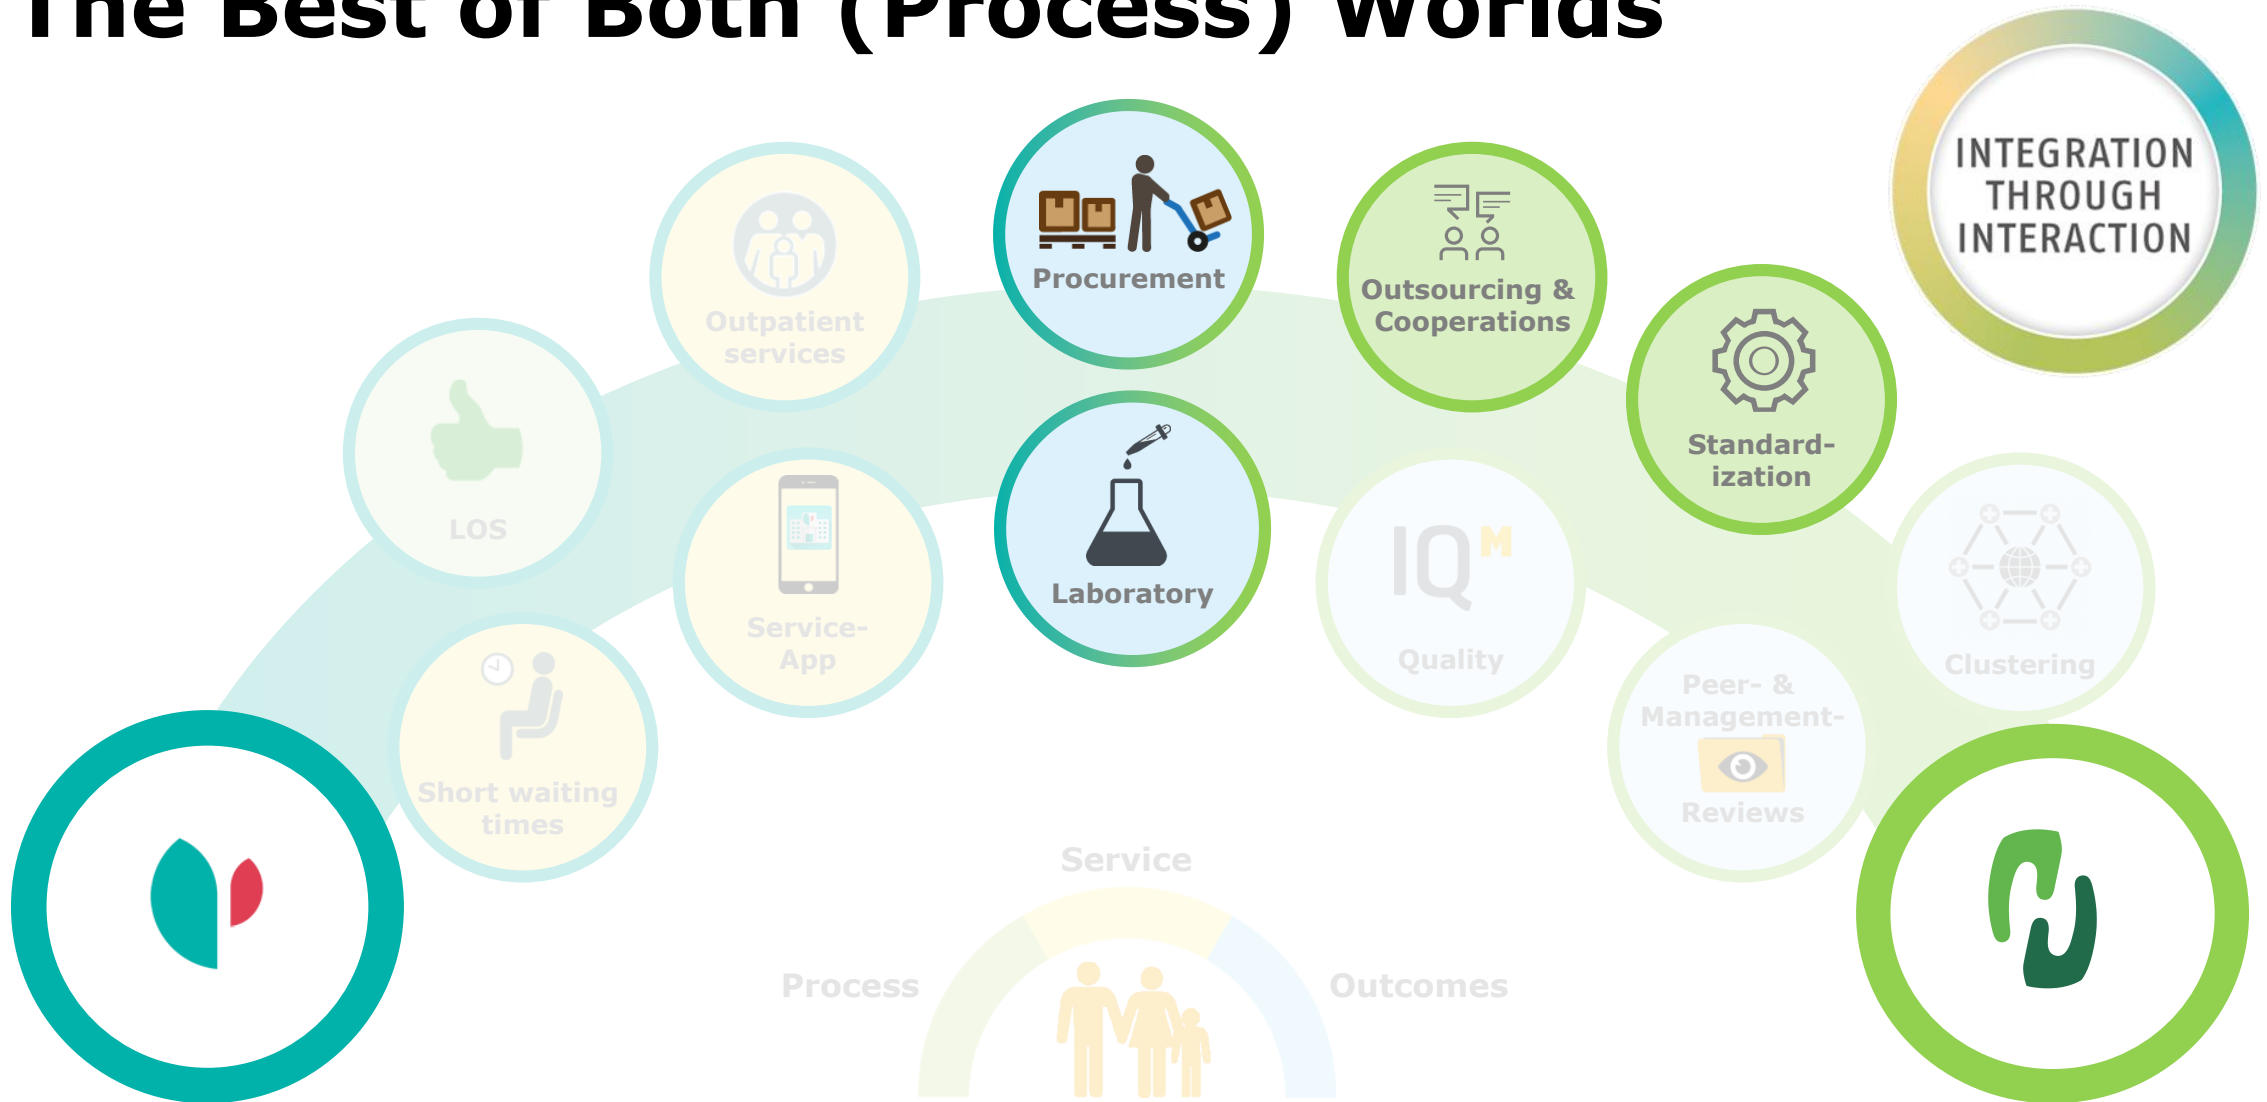 The Best of Both (Process) Worlds
INTEGRATION
THROUGH
INTERACTION
Procurement
Outsourcing &
Cooperations
Outpatient
services
Standard-
ization
LOS
Laboratory
Service-
App
IQM
Quality
Clustering
Peer- &
Management-
Reviews
Short waiting
times
Service
Process
Outcomes